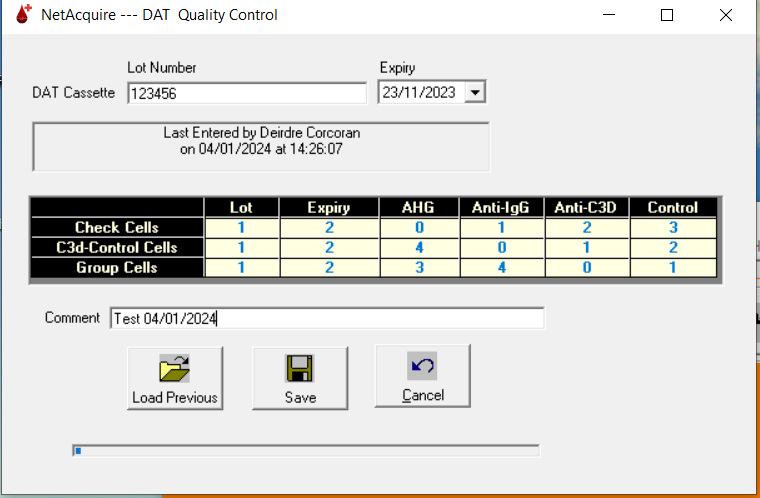 NetAcquire --- DAT  Quality Control
Lot Number
Expiry
DAT Cassette
123456
23/11/2023
Last Entered by Deirdre Corcoran
on 04/01/2024 at 14:26:07
Lot Expiry AHG Anti-IgG Anti-C3D Control
Check Cells 1 2 0 1 2 3
C3d-Control Cells 1 2 4 0 1 2
Group Cells 1 2 3 4 0 1
Comment Test 04/01/2024
Load Previous
Save
Cancel